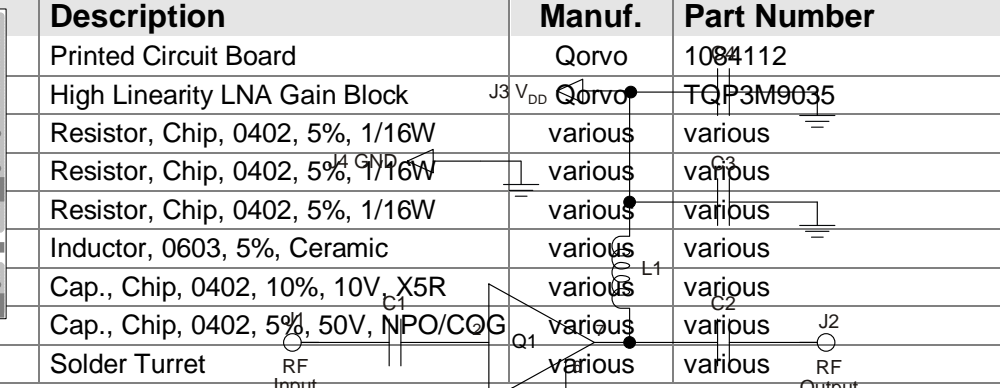 Description Manuf. Part Number
Printed Circuit Board Qorvo 1084112
High Linearity LNA Gain Block Qorvo TQP3M9035
J3 V_DD
Resistor, Chip, 0402, 5%, 1/16W various various
J4 GND
Resistor, Chip, 0402, 5%, 1/16W various various
C3
Resistor, Chip, 0402, 5%, 1/16W various various
Inductor, 0603, 5%, Ceramic various various
L1
Cap., Chip, 0402, 10%, 10V, X5R various various
C1 C2
Cap., Chip, 0402, 5%, 50V, NPO/COG various various
2 Q1 7 J2
Solder Turret various various
RF Input
RF Output